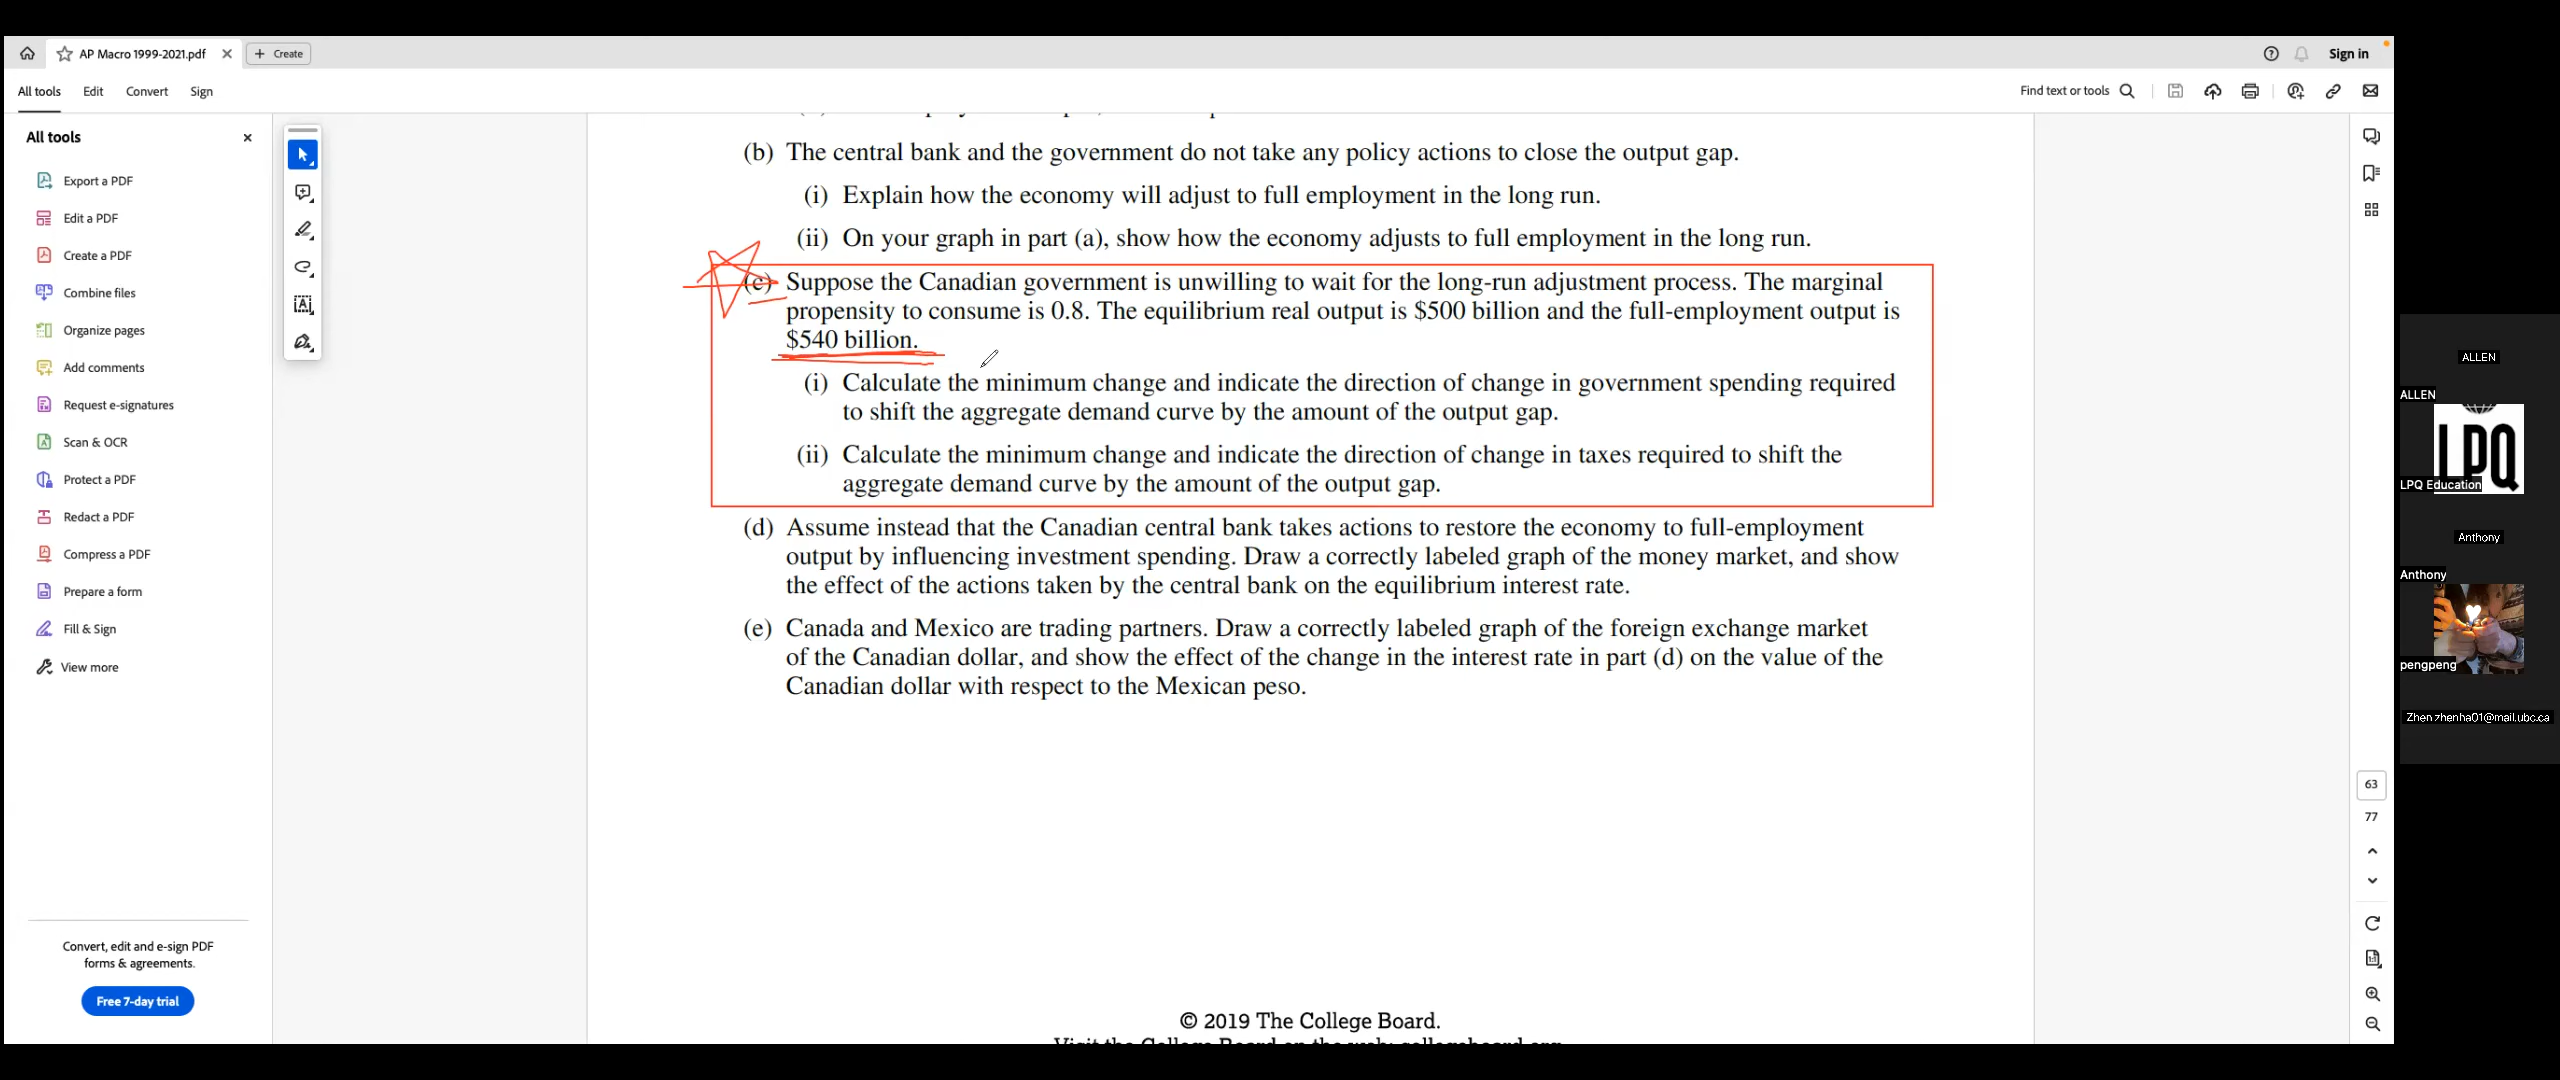 AP Macro 1999-2021.pdf
Create
Sign in
All tools
Edit
Convert
Sign
Find text or tools
All tools
Export a PDF
Edit a PDF
Create a PDF
Combine files
Organize pages
Add comments
Request e-signatures
Scan & OCR
Protect a PDF
Redact a PDF
Compress a PDF
Prepare a form
Fill & Sign
View more
Convert, edit and e-sign PDF
forms & agreements.
Free 7-day trial
(b) The central bank and the government do not take any policy actions to close the output gap.
(i) Explain how the economy will adjust to full employment in the long run.
(ii) On your graph in part (a), show how the economy adjusts to full employment in the long run.
(c) Suppose the Canadian government is unwilling to wait for the long-run adjustment process. The marginal
propensity to consume is 0.8. The equilibrium real output is $500 billion and the full-employment output is
$540 billion.
(i) Calculate the minimum change and indicate the direction of change in government spending required
to shift the aggregate demand curve by the amount of the output gap.
(ii) Calculate the minimum change and indicate the direction of change in taxes required to shift the
aggregate demand curve by the amount of the output gap.
(d) Assume instead that the Canadian central bank takes actions to restore the economy to full-employment
output by influencing investment spending. Draw a correctly labeled graph of the money market, and show
the effect of the actions taken by the central bank on the equilibrium interest rate.
(e) Canada and Mexico are trading partners. Draw a correctly labeled graph of the foreign exchange market
of the Canadian dollar, and show the effect of the change in the interest rate in part (d) on the value of the
Canadian dollar with respect to the Mexican peso.
© 2019 The College Board.
Visit the College Board on the web: collegeboard.org
63
77
ALLEN
ALLEN
LPQ
LPQ Education
Anthony
Anthony
pengpeng
Zhen zhenha01@mail.ubc.ca